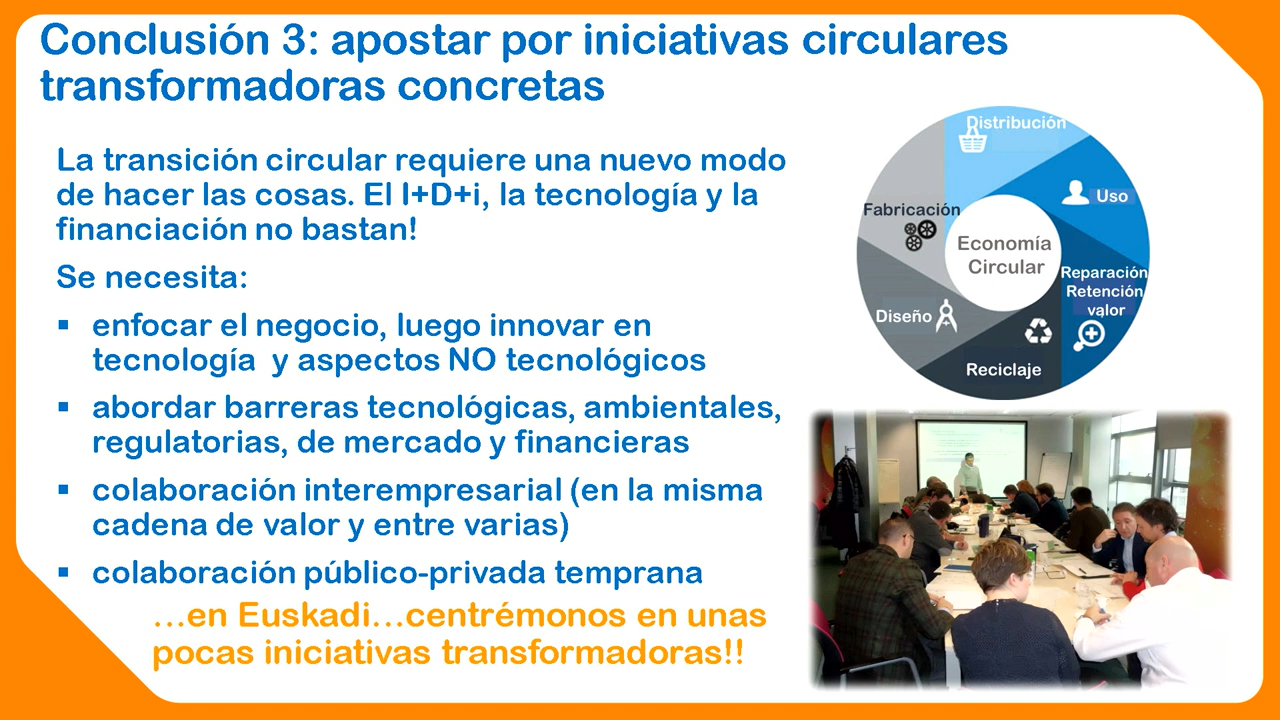 Conclusión 3: apostar por iniciativas circulares
transformadoras concretas
La transición circular requiere una nuevo modo
de hacer las cosas. El I+D+i, la tecnología y la
financiación no bastan!
Se necesita:
▪ enfocar el negocio, luego innovar en
tecnología  y aspectos NO tecnológicos
▪ abordar barreras tecnológicas, ambientales,
regulatorias, de mercado y financieras
▪ colaboración interempresarial (en la misma
cadena de valor y entre varias)
▪ colaboración público-privada temprana
…en Euskadi…centrémonos en unas
pocas iniciativas transformadoras!!
Distribución
Uso
Fabricación
Economía
Circular
Reparación
Retención
valor
Diseño
Reciclaje